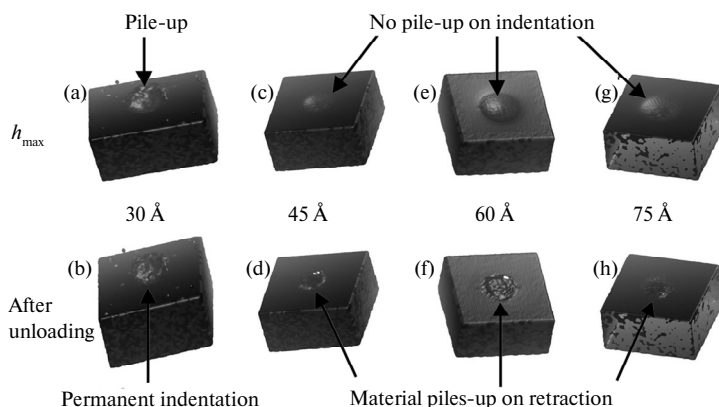 Pile-up
No pile-up on indentation
(a)
(c)
(e)
(g)
hmax
30 Å
45 Å
60 Å
75 Å
(b)
(d)
(f)
(h)
After
unloading
Permanent indentation
Material piles-up on retraction